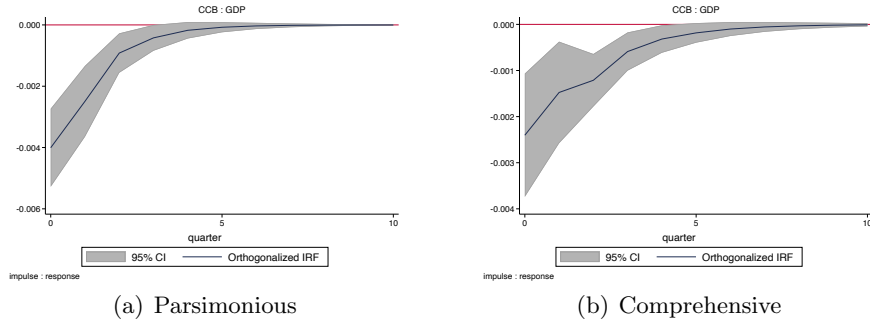 CCB : GDP
0.000
-0.002
-0.004
-0.006
0
5
10
quarter
95% CI
Orthogonalized IRF
impulse : response
(a) Parsimonious
CCB : GDP
0.000
-0.001
-0.002
-0.003
-0.004
0
5
10
quarter
95% CI
Orthogonalized IRF
impulse : response
(b) Comprehensive